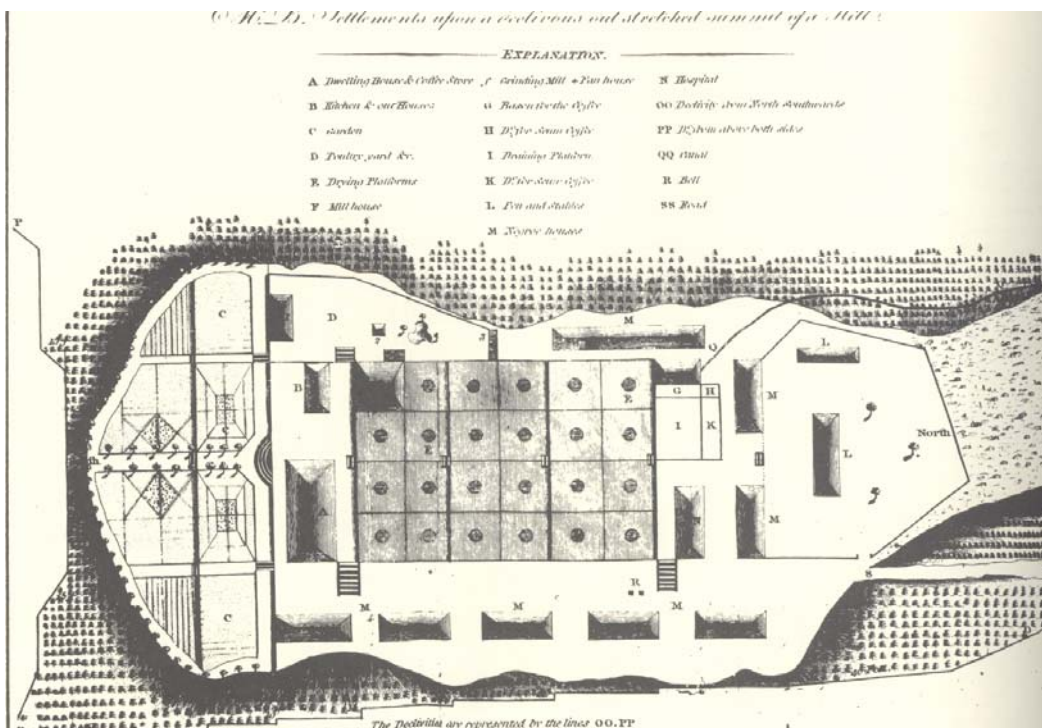 Settlements upon a declivous out stretched summit of a Hill
EXPLANATION.
A Dwelling House & Coffee Store
B Kitchen & out Houses
C Garden
D Poultry yard &c.
E Drying Platforms
F Mill house
Grinding Mill + Fan house
G Bason for the Coffee
H Do. for Scum Coffee
I Draining Platform
K Do. for Scum Coffee
L Pen and Stables
M Negroe houses
N Hospital
OO Declivity from North Southwards
PP Do. from above both sides
QQ Canal
R Bell
SS Road
P
C
D
M
Q
L
B
E
G
H
M
I
K
E
L
North
A
M
R
S
M
M
M
C
The Declivities are represented by the lines OO.PP